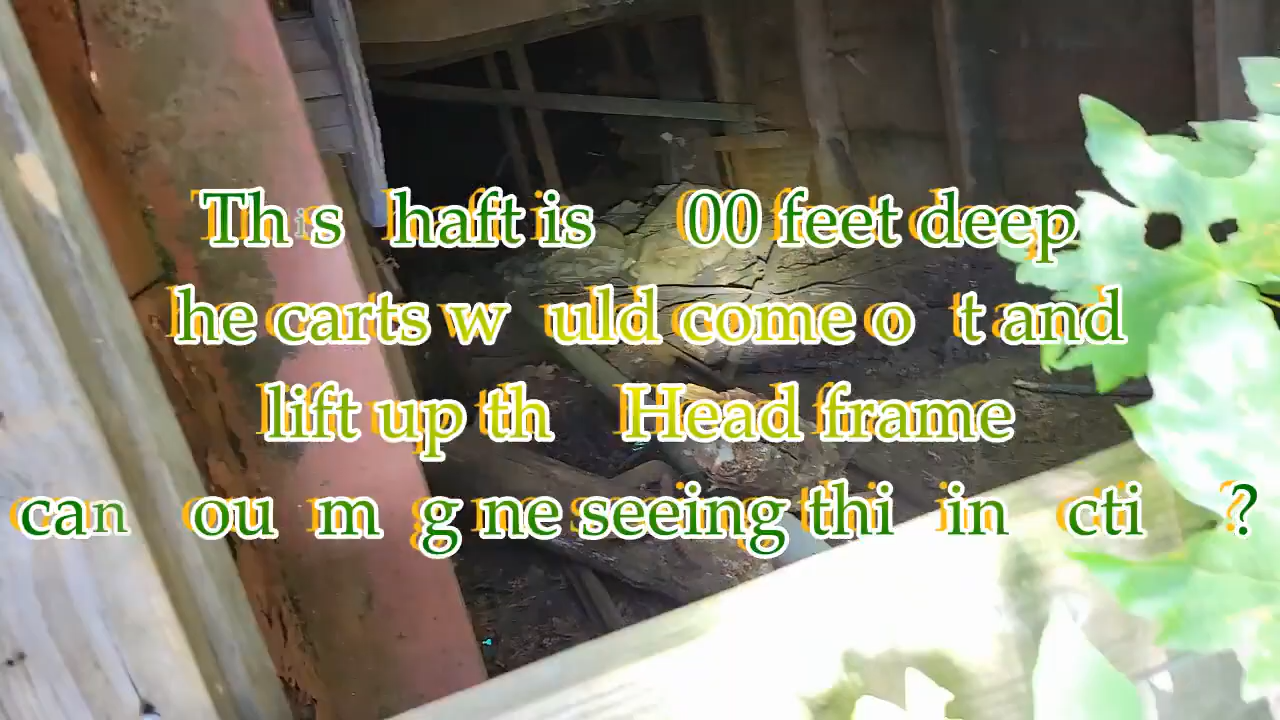 This haft is 00 feet deep
he carts w uld come o t and
lift up th Head frame
can ou m g ne seeing thi in cti ?